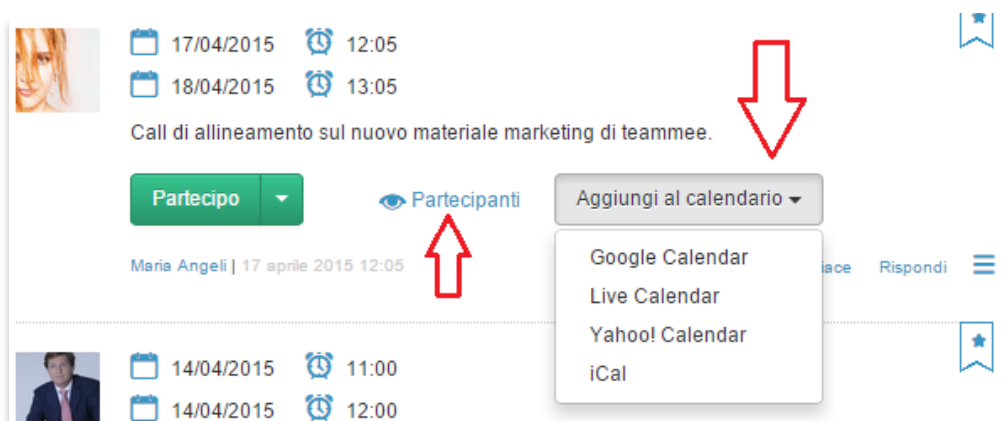 17/04/2015 12:05
18/04/2015 13:05
Call di allineamento sul nuovo materiale marketing di teammee.
Partecipo Partecipanti Aggiungi al calendario
Google Calendar
Maria Angeli | 17 aprile 2015 12:05 Rispondi
Live Calendar
Yahoo! Calendar
iCal
14/04/2015 11:00
14/04/2015 12:00